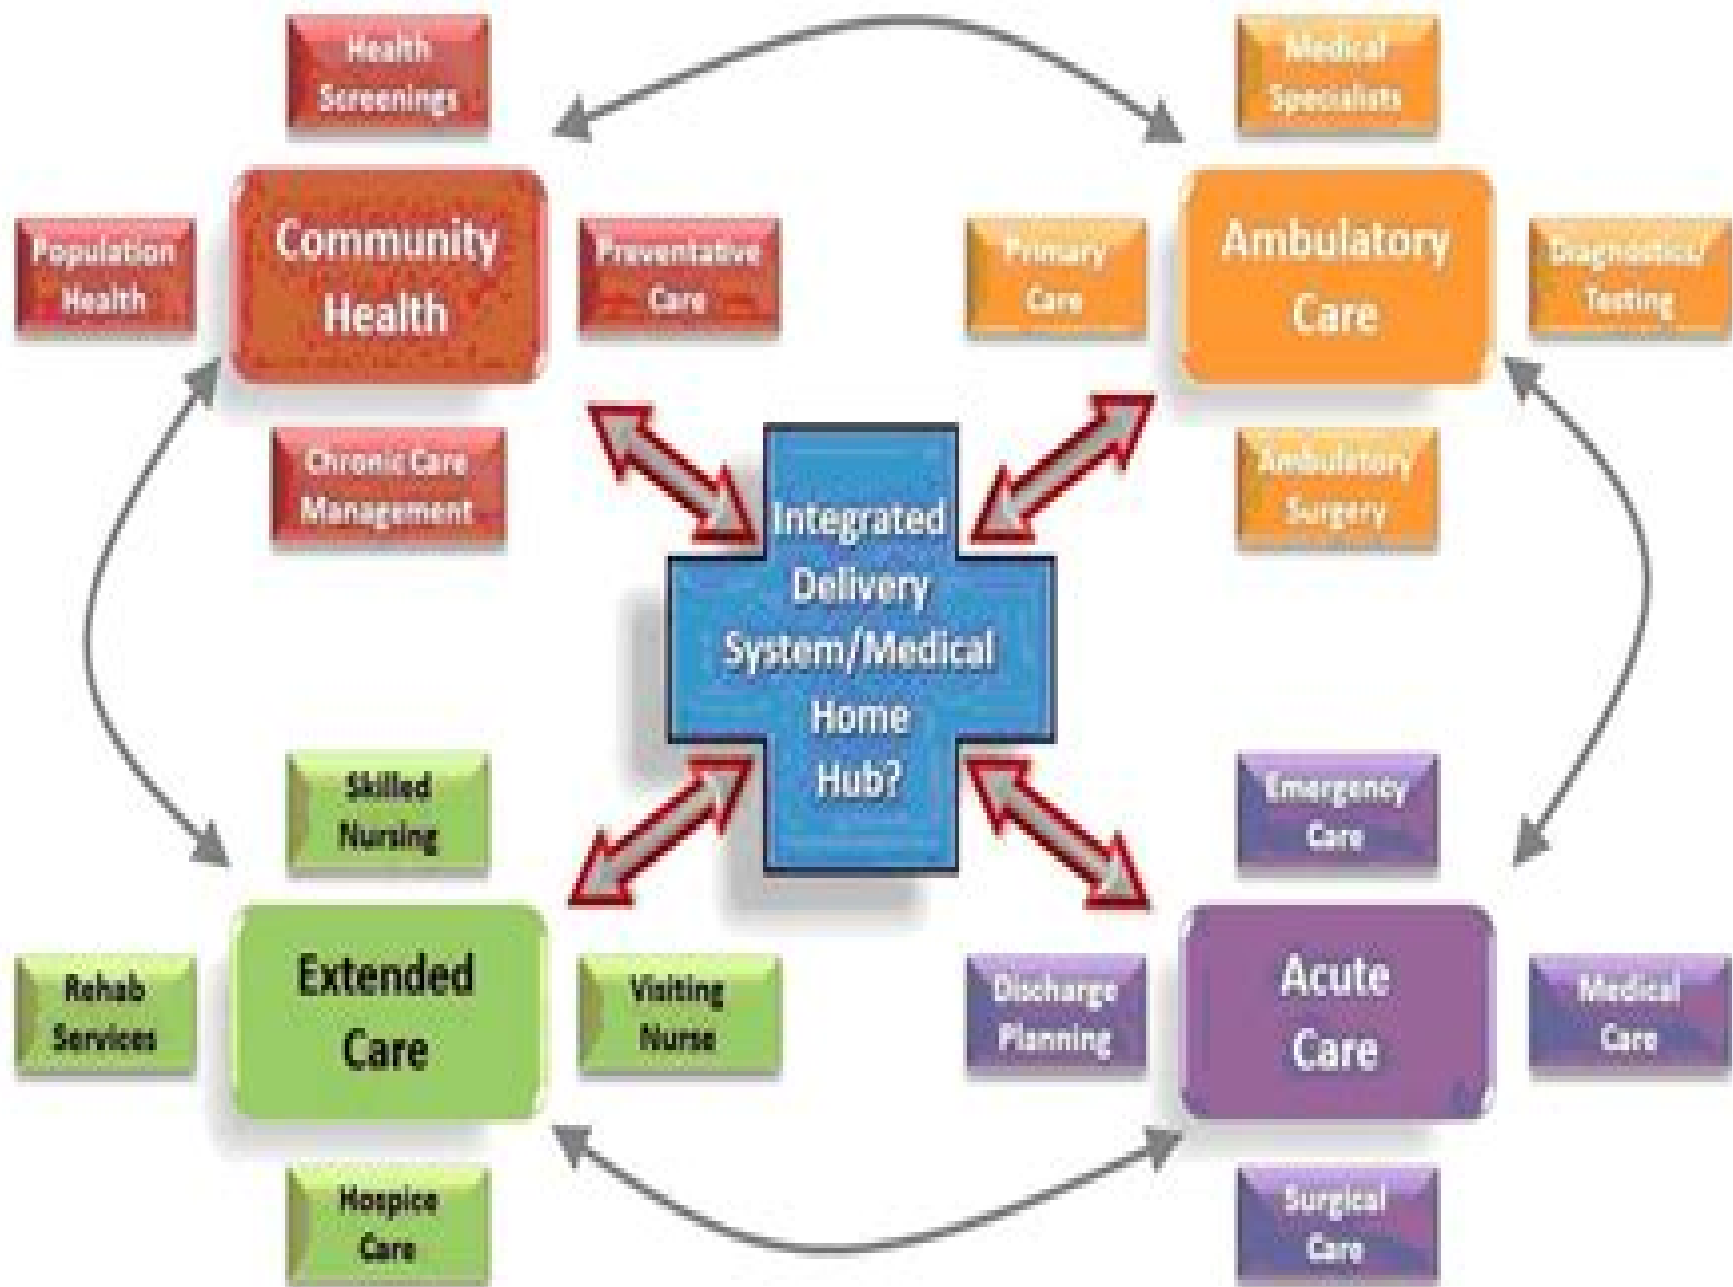 Health
Screenings
Population
Health
Community
Health
Preventative
Care
Chronic Care
Management
Medical
Specialists
Primary
Care
Ambulatory
Care
Diagnostics/
Testing
Ambulatory
Surgery
Integrated
Delivery
System/Medical
Home
Hub?
Skilled
Nursing
Rehab
Services
Extended
Care
Visiting
Nurse
Hospice
Care
Emergency
Care
Discharge
Planning
Acute
Care
Medical
Care
Surgical
Care